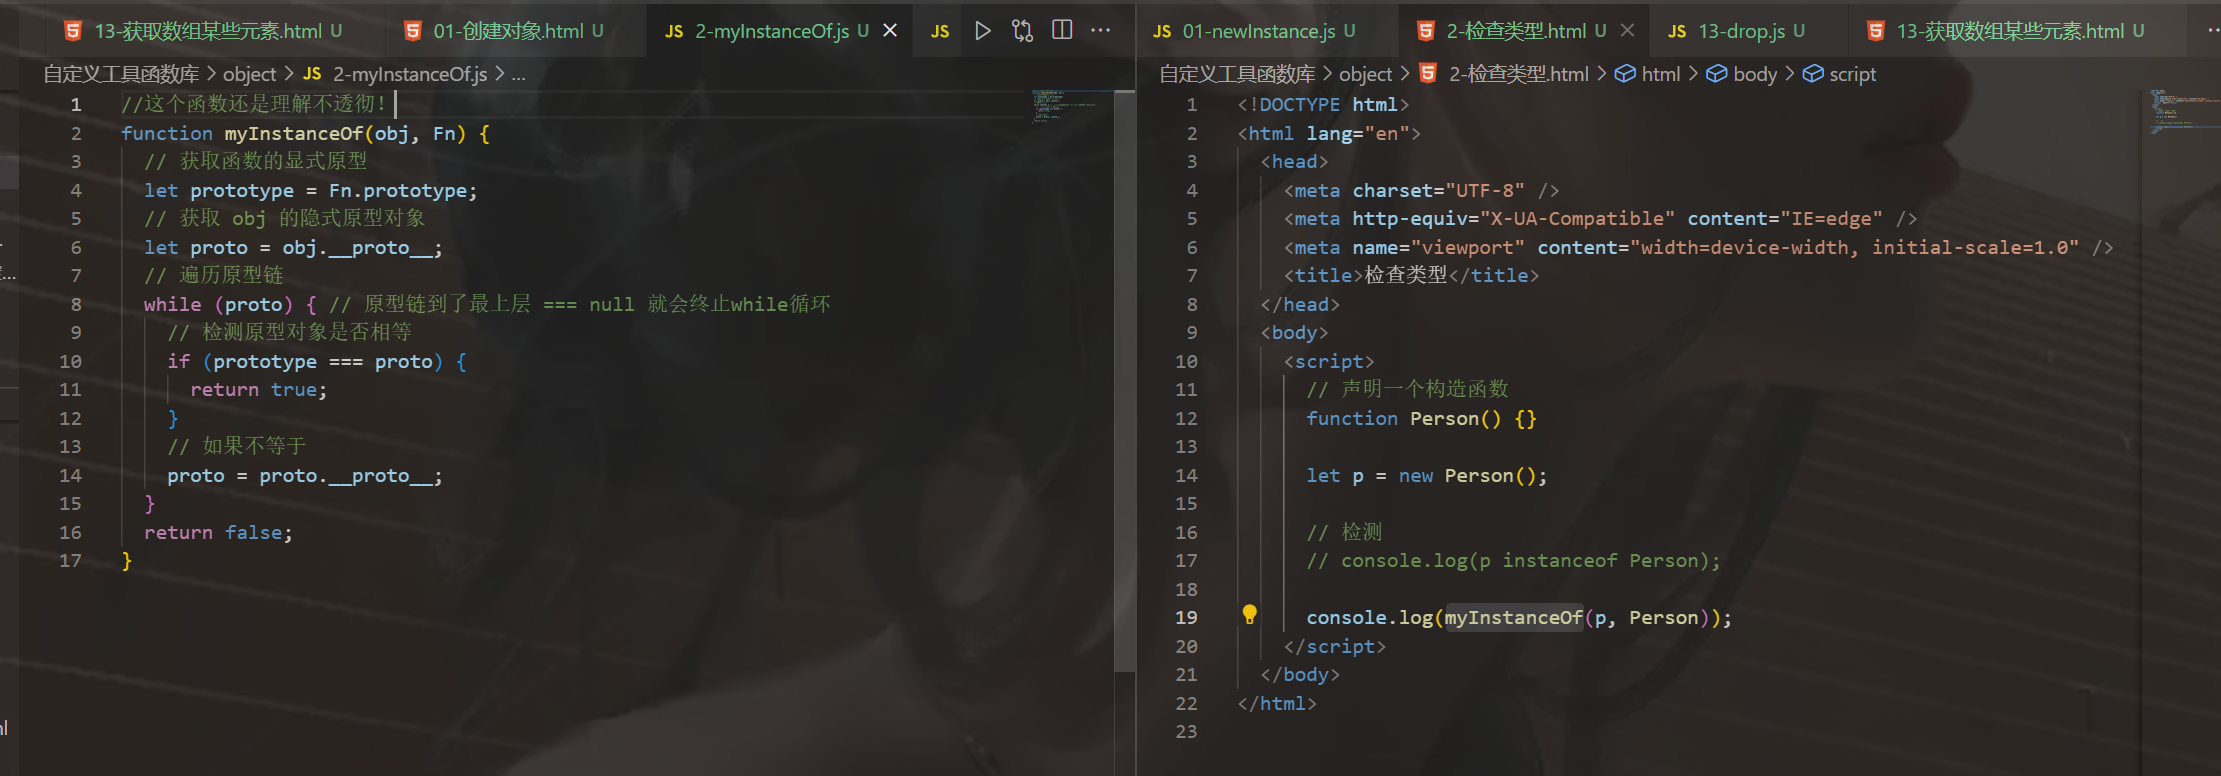 13-获取数组某些元素.html U
01-创建对象.html U
JS 2-myInstanceOf.js U
JS
自定义工具函数库 > object > JS 2-myInstanceOf.js > ...
1 //这个函数还是理解不透彻!
2 function myInstanceOf(obj, Fn) {
3 // 获取函数的显式原型
4 let prototype = Fn.prototype;
5 // 获取 obj 的隐式原型对象
6 let proto = obj.__proto__;
7 // 遍历原型链
8 while (proto) { // 原型链到了最上层 === null 就会终止while循环
9 // 检测原型对象是否相等
10 if (prototype === proto) {
11 return true;
12 }
13 // 如果不等于
14 proto = proto.__proto__;
15 }
16 return false;
17 }
JS 01-newInstance.js U
2-检查类型.html U
JS 13-drop.js U
13-获取数组某些元素.html U
自定义工具函数库 > object > 2-检查类型.html > html > body > script
1 <!DOCTYPE html>
2 <html lang="en">
3 <head>
4 <meta charset="UTF-8" />
5 <meta http-equiv="X-UA-Compatible" content="IE=edge" />
6 <meta name="viewport" content="width=device-width, initial-scale=1.0" />
7 <title>检查类型</title>
8 </head>
9 <body>
10 <script>
11 // 声明一个构造函数
12 function Person() {}
13
14 let p = new Person();
15
16 // 检测
17 // console.log(p instanceof Person);
18
19 console.log(myInstanceOf(p, Person));
20 </script>
21 </body>
22 </html>
23